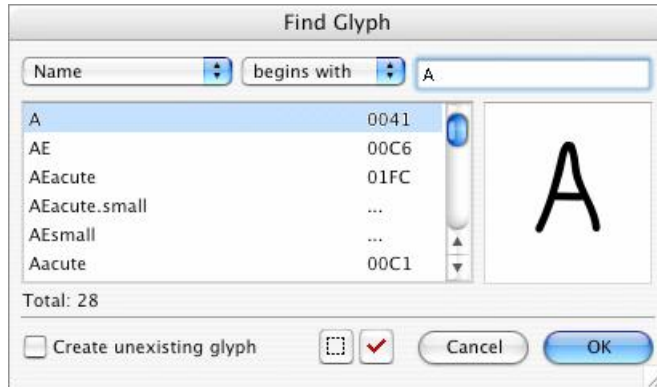 Find Glyph
Name begins with A
A 0041
AE 00C6
AEacute 01FC
AEacute.small ...
AEsmall ...
Aacute 00C1
A
Total: 28
Create unexisting glyph Cancel OK